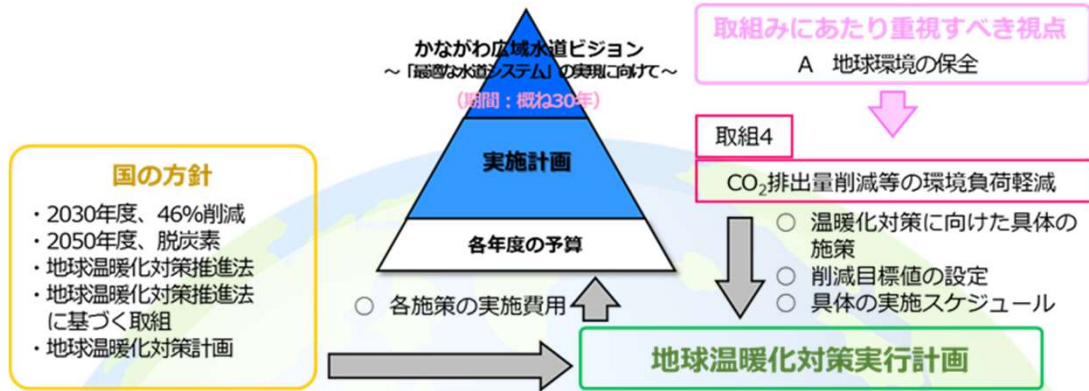 かながわ広域水道ビジョン
～「最適な水道システム」の実現に向けて～
（期間：概ね30年）
実施計画
各年度の予算
取組みにあたり重視すべき視点
A　地球環境の保全
取組4
CO₂排出量削減等の環境負荷軽減
○　温暖化対策に向けた具体の
施策
○　削減目標値の設定
○　具体の実施スケジュール
国の方針
・2030年度、46%削減
・2050年度、脱炭素
・地球温暖化対策推進法
・地球温暖化対策推進法
に基づく取組
・地球温暖化対策計画
○　各施策の実施費用
地球温暖化対策実行計画